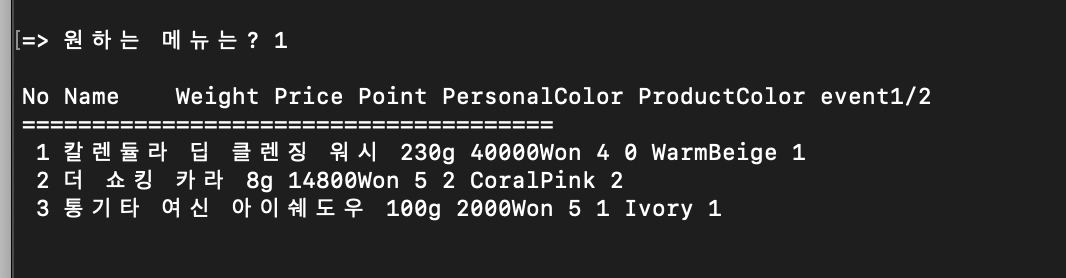 [=> 원하는 메뉴는? 1
No Name    Weight Price Point PersonalColor ProductColor event1/2
======================================
1 칼렌듈라 딥 클렌징 워시 230g 40000Won 4 0 WarmBeige 1
2 더 쇼킹 카라 8g 14800Won 5 2 CoralPink 2
3 통기타 여신 아이쉐도우 100g 2000Won 5 1 Ivory 1